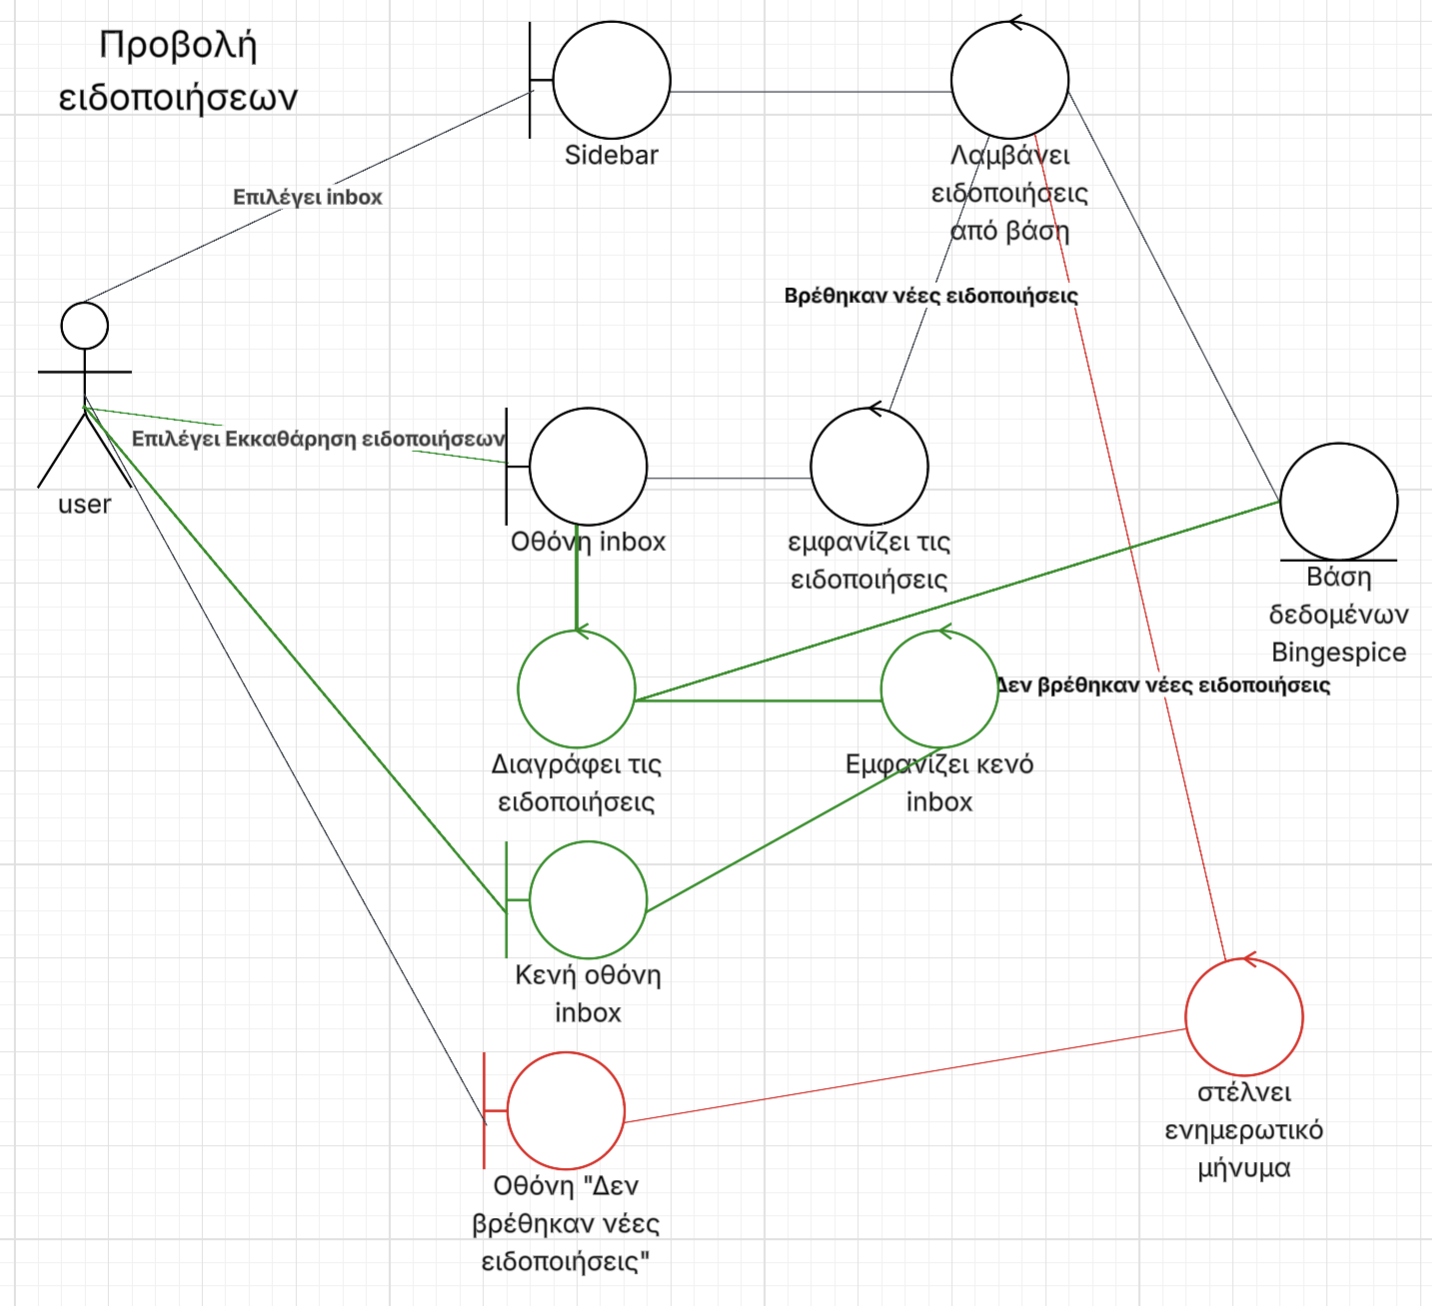 Προβολή
ειδοποιήσεων
Sidebar
Λαμβάνει
ειδοποιήσεις
από βάση
Επιλέγει inbox
Βρέθηκαν νέες ειδοποιήσεις
Επιλέγει Εκκαθάρηση ειδοποιήσεων
user
Οθόνη inbox
εμφανίζει τις
ειδοποιήσεις
Βάση
δεδομένων
Bingespice
Δεν βρέθηκαν νέες ειδοποιήσεις
Διαγράφει τις
ειδοποιήσεις
Εμφανίζει κενό
inbox
Κενή οθόνη
inbox
στέλνει
ενημερωτικό
μήνυμα
Οθόνη "Δεν
βρέθηκαν νέες
ειδοποιήσεις"